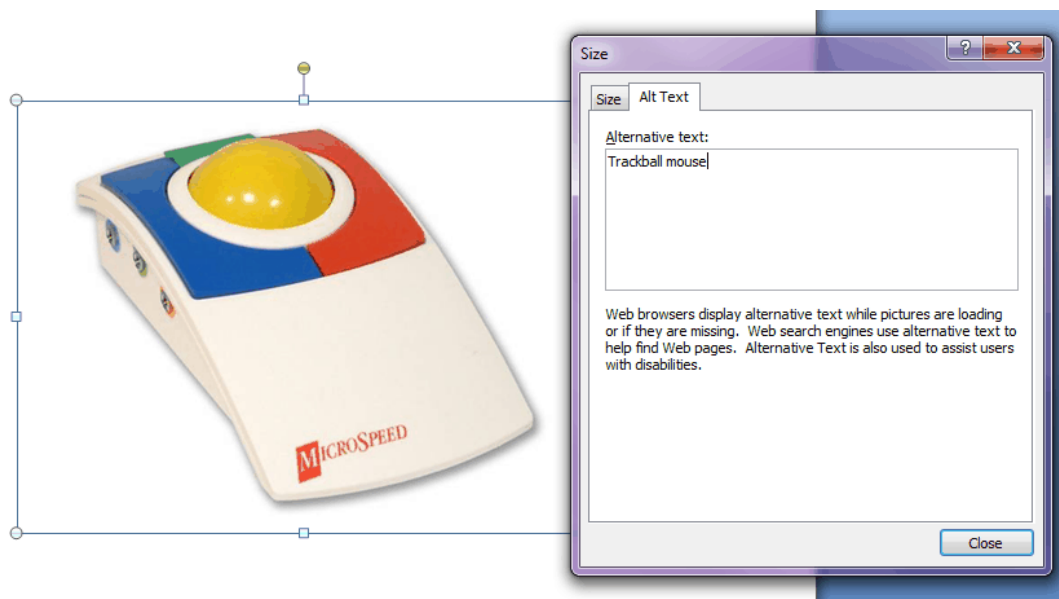 MICROSPEED
Size
?
X
Size
Alt Text
Alternative text:
Trackball mouse
Web browsers display alternative text while pictures are loading
or if they are missing. Web search engines use alternative text to
help find Web pages. Alternative Text is also used to assist users
with disabilities.
Close